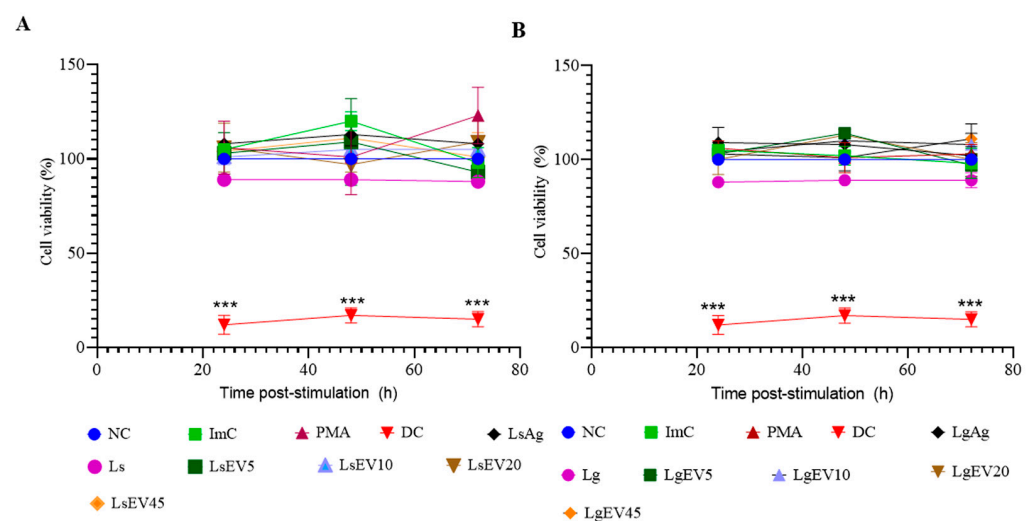 A
B
Cell viability (%)
150
100
50
0
***
***
***
0
20
40
60
80
Time post-stimulation (h)
Cell viability (%)
150
100
50
0
***
***
***
0
20
40
60
80
Time post-stimulation (h)
NC
ImC
PMA
DC
LsAg
Ls
LsEV5
LsEV10
LsEV20
LsEV45
NC
ImC
PMA
DC
LgAg
Lg
LgEV5
LgEV10
LgEV20
LgEV45